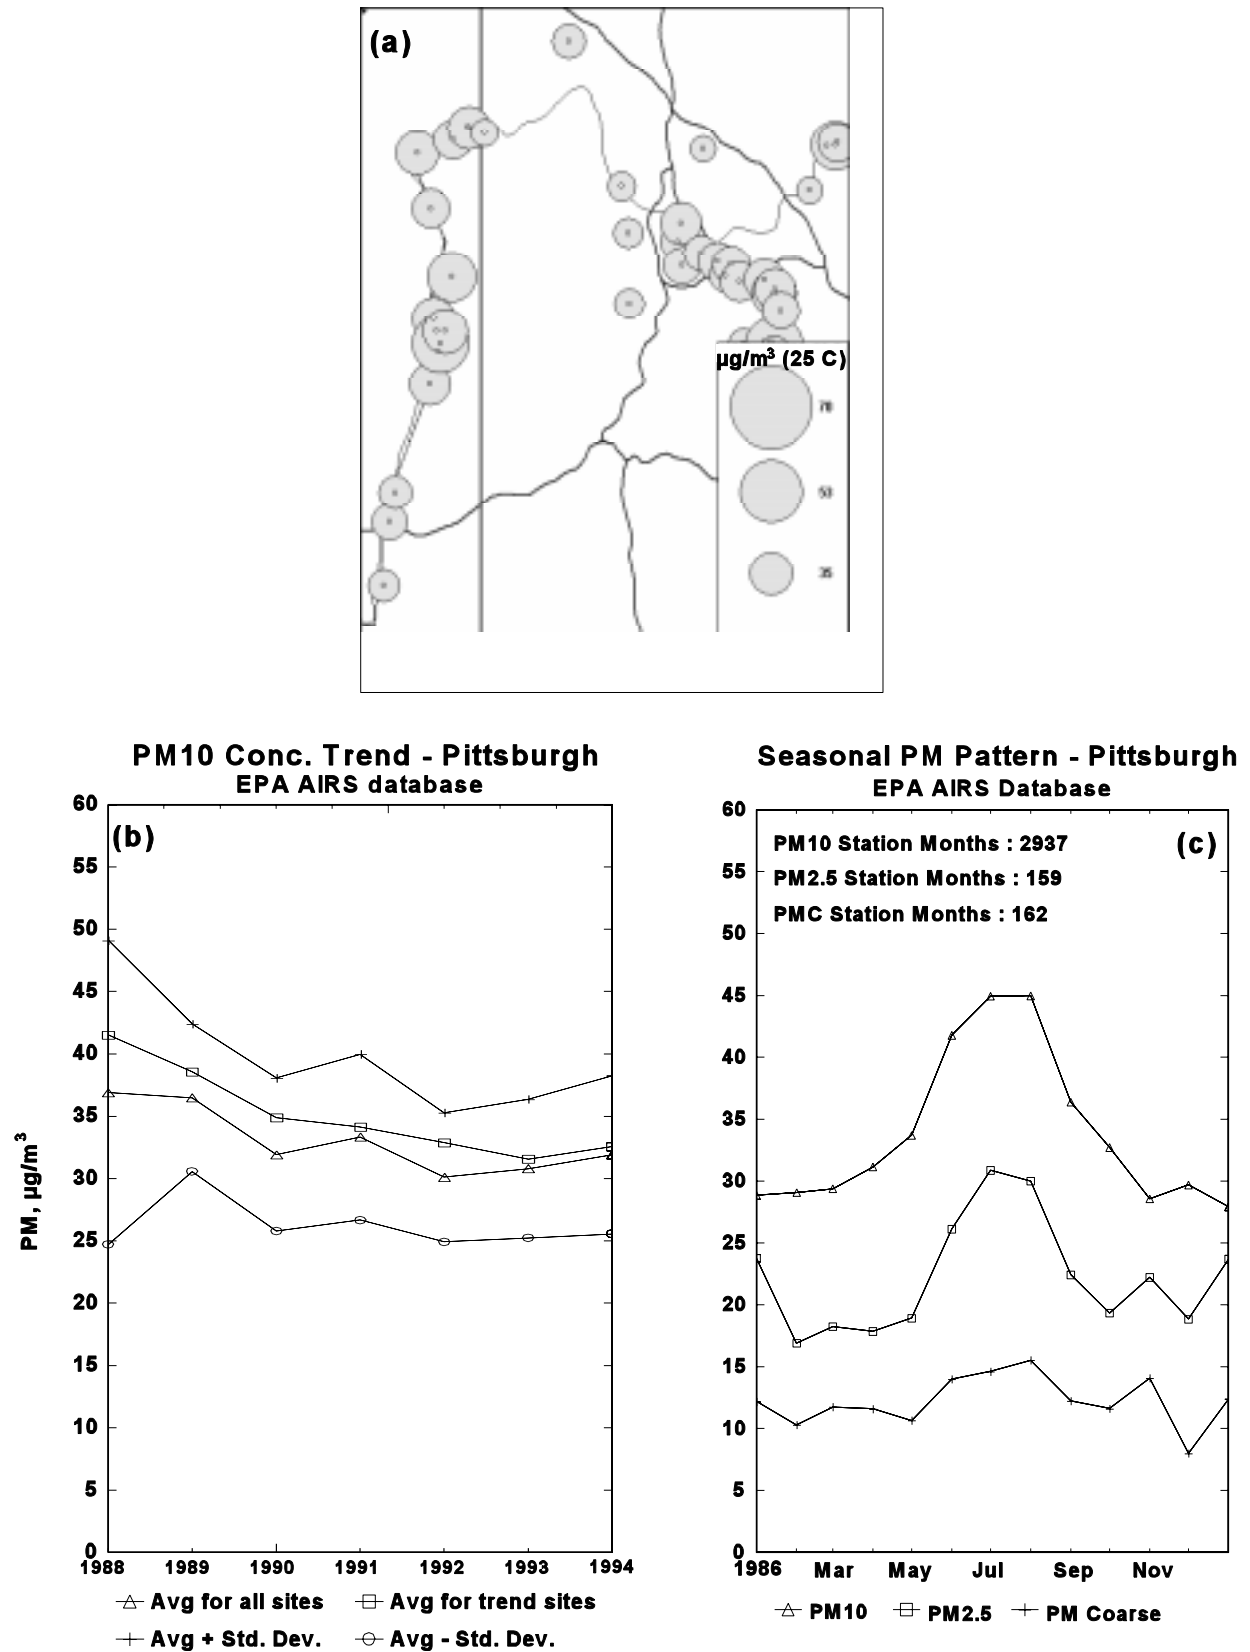 (a)
µg/m³ (25 C)
70
53
35
PM10 Conc. Trend - Pittsburgh
EPA AIRS database
(b)
60
55
50
45
40
35
30
25
20
15
10
5
0
PM, µg/m³
1988 1989 1990 1991 1992 1993 1994
Avg for all sites Avg for trend sites
Avg + Std. Dev. Avg - Std. Dev.
Seasonal PM Pattern - Pittsburgh
EPA AIRS Database
(c)
PM10 Station Months : 2937
PM2.5 Station Months : 159
PMC Station Months : 162
60
55
50
45
40
35
30
25
20
15
10
5
0
1986 Mar May Jul Sep Nov
PM10 PM2.5 PM Coarse